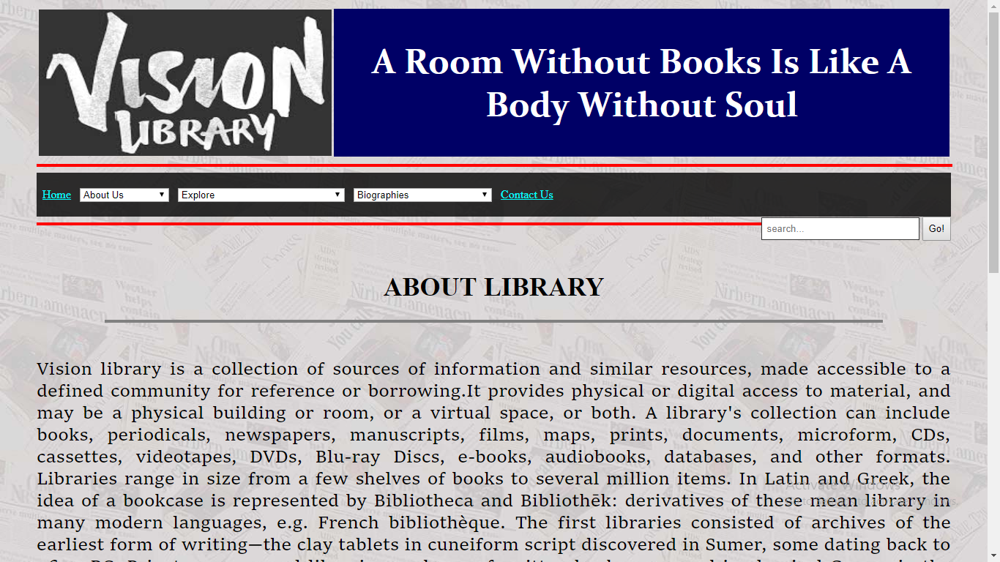 VISION
LIBRARY
A Room Without Books Is Like A
Body Without Soul
Home About Us Explore Biographies Contact Us
search... Go!
ABOUT LIBRARY
Vision library is a collection of sources of information and similar resources, made accessible to a
defined community for reference or borrowing.It provides physical or digital access to material, and
may be a physical building or room, or a virtual space, or both. A library's collection can include
books, periodicals, newspapers, manuscripts, films, maps, prints, documents, microform, CDs,
cassettes, videotapes, DVDs, Blu-ray Discs, e-books, audiobooks, databases, and other formats.
Libraries range in size from a few shelves of books to several million items. In Latin and Greek, the
idea of a bookcase is represented by Bibliotheca and Bibliothēk: derivatives of these mean library in
many modern languages, e.g. French bibliothèque. The first libraries consisted of archives of the
earliest form of writing—the clay tablets in cuneiform script discovered in Sumer, some dating back to
Activate Windows